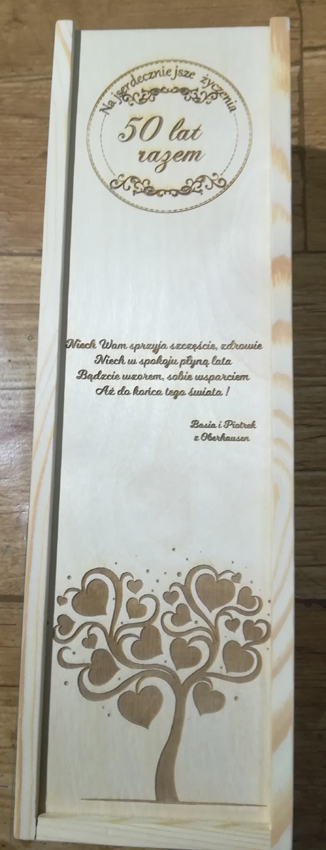 Najserdeczniejsze życzenia
50 lat
razem
Niech Wam sprzyja szczęście, zdrowie
Niech w spokoju płyną lata
Bądźcie wzorem, sobie wsparciem
Aż do końca tego świata !
Basia i Piotrek
z Oberhausen